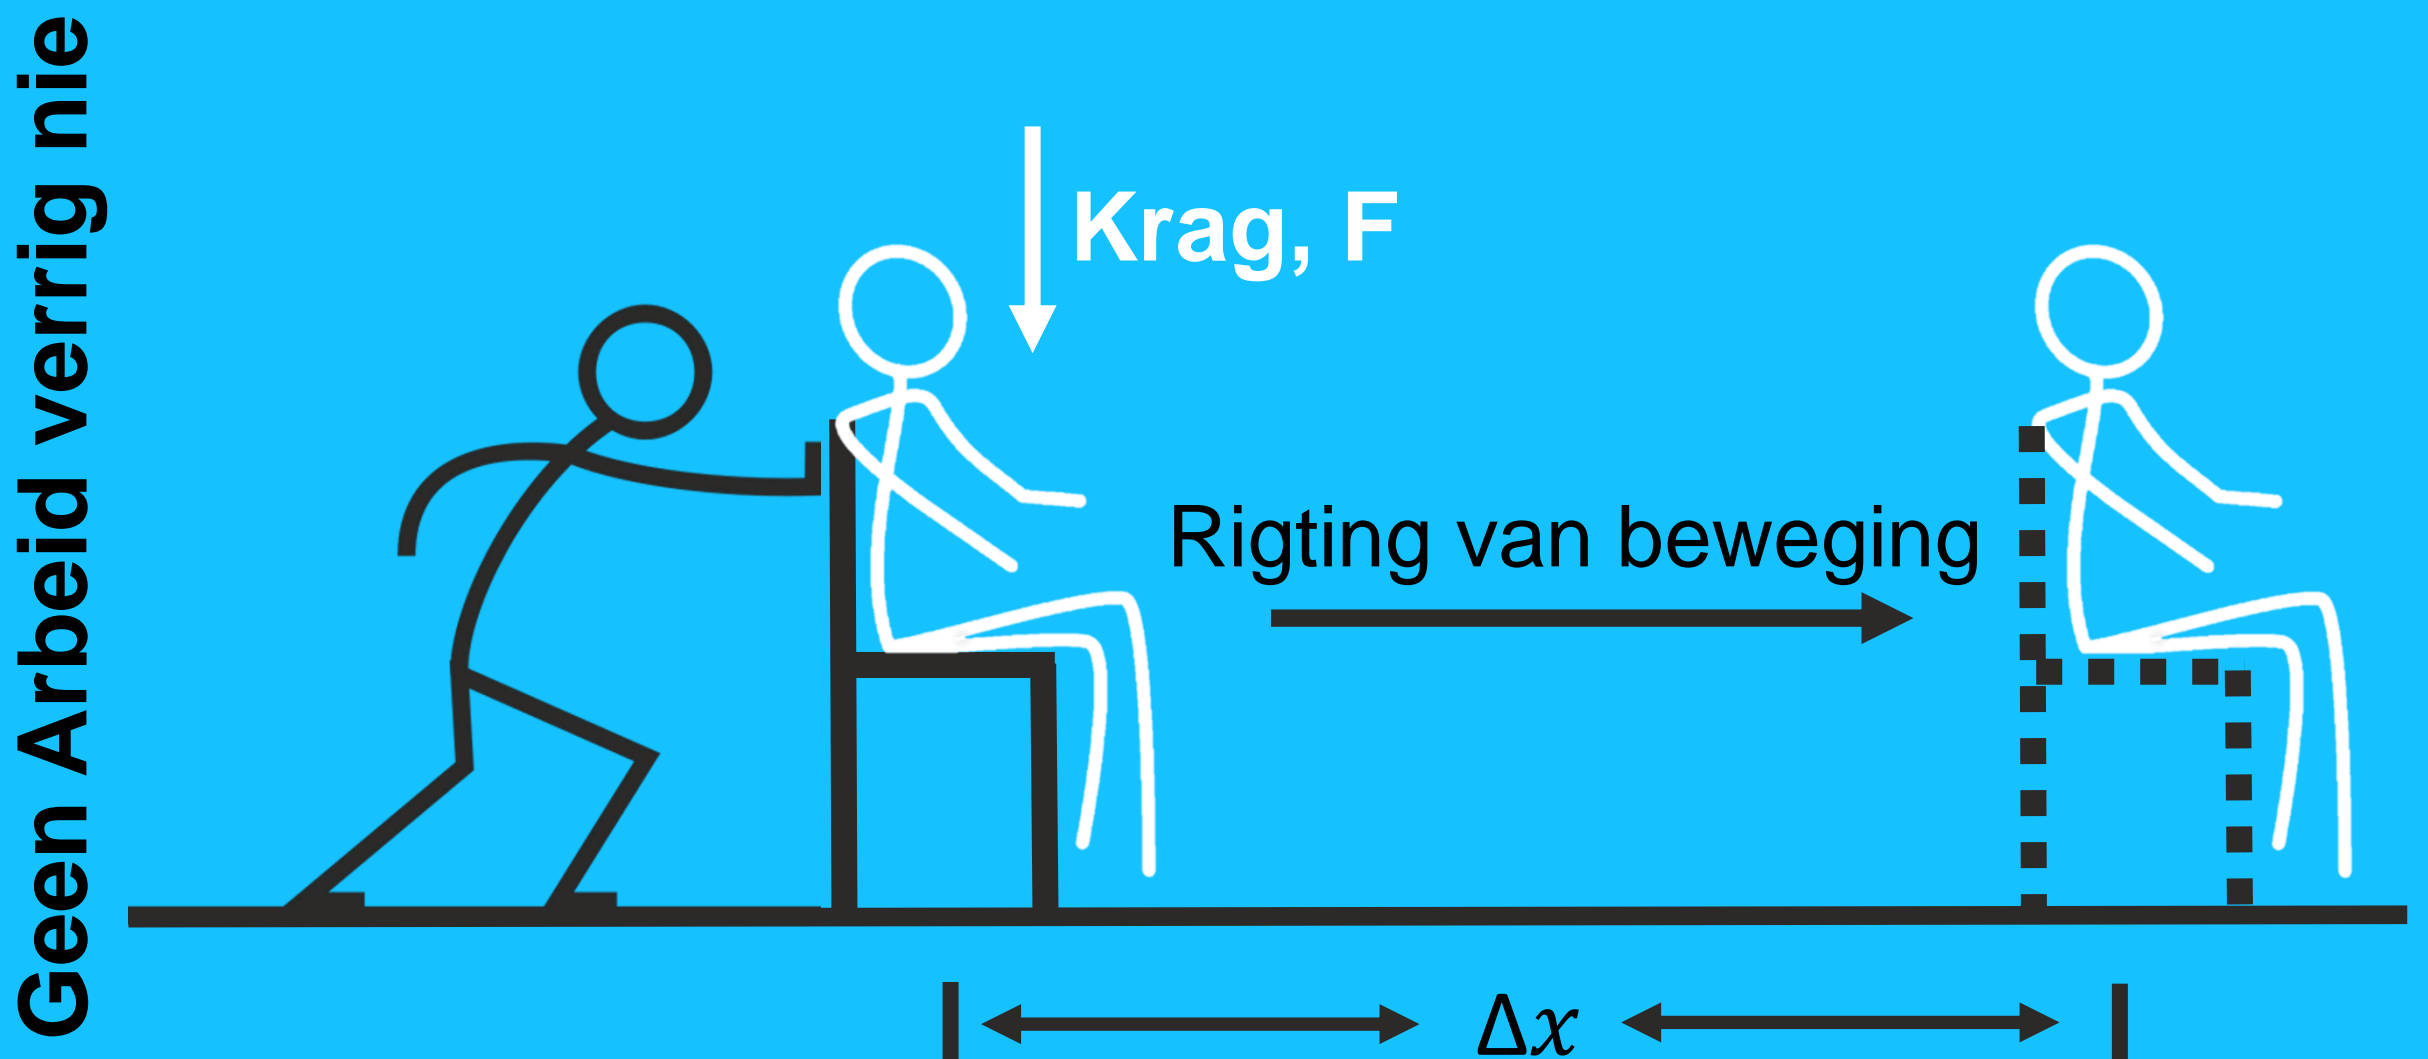 Geen Arbeid verrig nie
Krag, F
Rigting van beweging
Δx